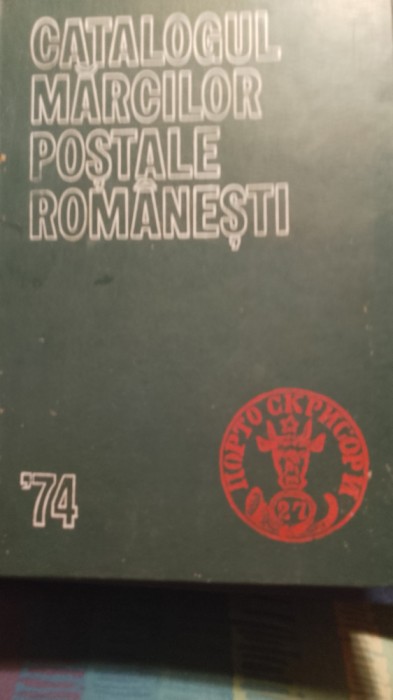 CATALOGUL
MĂRCILOR
POȘTALE
ROMÂNEȘTI
ПОРТО СКРИСОРИ
27
'74